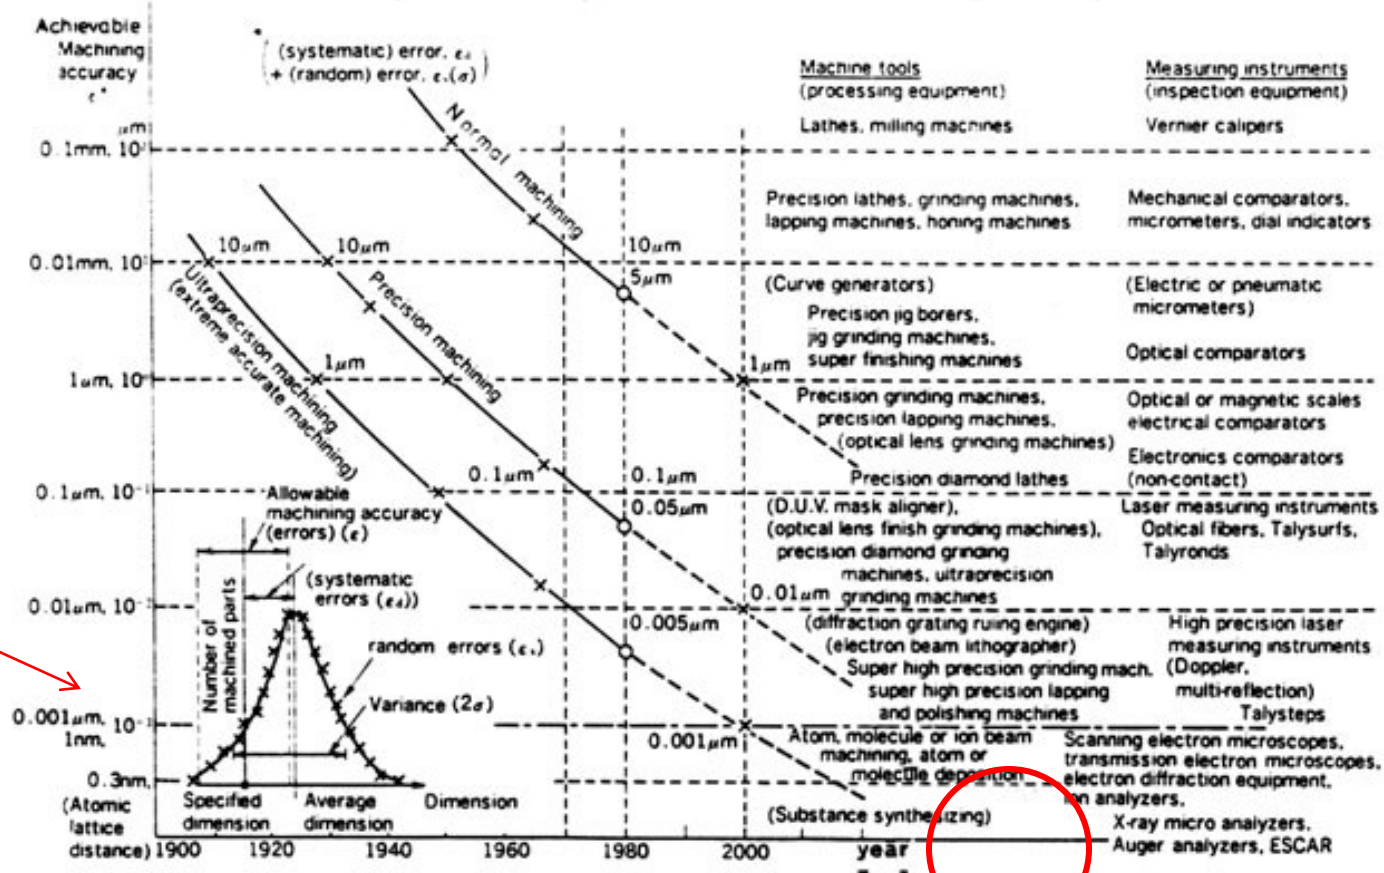 Achievable
Machining
accuracy
ε*
(systematic) error, εd
+ (random) error, εr(σ)
Machine tools
(processing equipment)
Lathes, milling machines
Measuring instruments
(inspection equipment)
Vernier calipers
μm
0.1mm, 10²
Normal machining
Precision lathes, grinding machines,
lapping machines, honing machines
Mechanical comparators,
micrometers, dial indicators
0.01mm,
10μm
10μm
10μm
5μm
Ultraprecision machining
(extreme accurate machining)
Precision machining
(Curve generators)
Precision jig borers,
jig grinding machines,
super finishing machines
(Electric or pneumatic
micrometers)
Optical comparators
1μm, 10⁰
1μm
1μm
Precision grinding machines,
precision lapping machines,
(optical lens grinding machines)
Precision diamond lathes
Optical or magnetic scales
electrical comparators
Electronics comparators
(non-contact)
0.1μm, 10⁻¹
0.1μm
0.1μm
0.05μm
Allowable
machining accuracy
(errors) (ε)
(D.U.V. mask aligner),
(optical lens finish grinding machines),
precision diamond grinding
machines, ultraprecision
grinding machines
Laser measuring instruments
Optical fibers, Talysurfs,
Talyronds
(systematic
errors (εd))
Number of
machined parts
0.01μm,
0.01μm
0.005μm
random errors (εr)
Variance (2σ)
(diffraction grating ruling engine)
(electron beam lithographer)
Super high precision grinding mach.
super high precision lapping
and polishing machines
High precision laser
measuring instruments
(Doppler,
multi-reflection)
Talysteps
0.001μm,
1nm,
0.001μm
Atom, molecule or ion beam
machining, atom or
molecule deposition
Scanning electron microscopes,
transmission electron microscopes,
electron diffraction equipment,
ion analyzers,
0.3nm,
(Atomic
lattice
distance)
Specified
dimension
Average
dimension
Dimension
(Substance synthesizing)
X-ray micro analyzers,
Auger analyzers, ESCAR
1900
1920
1940
1960
1980
2000
year